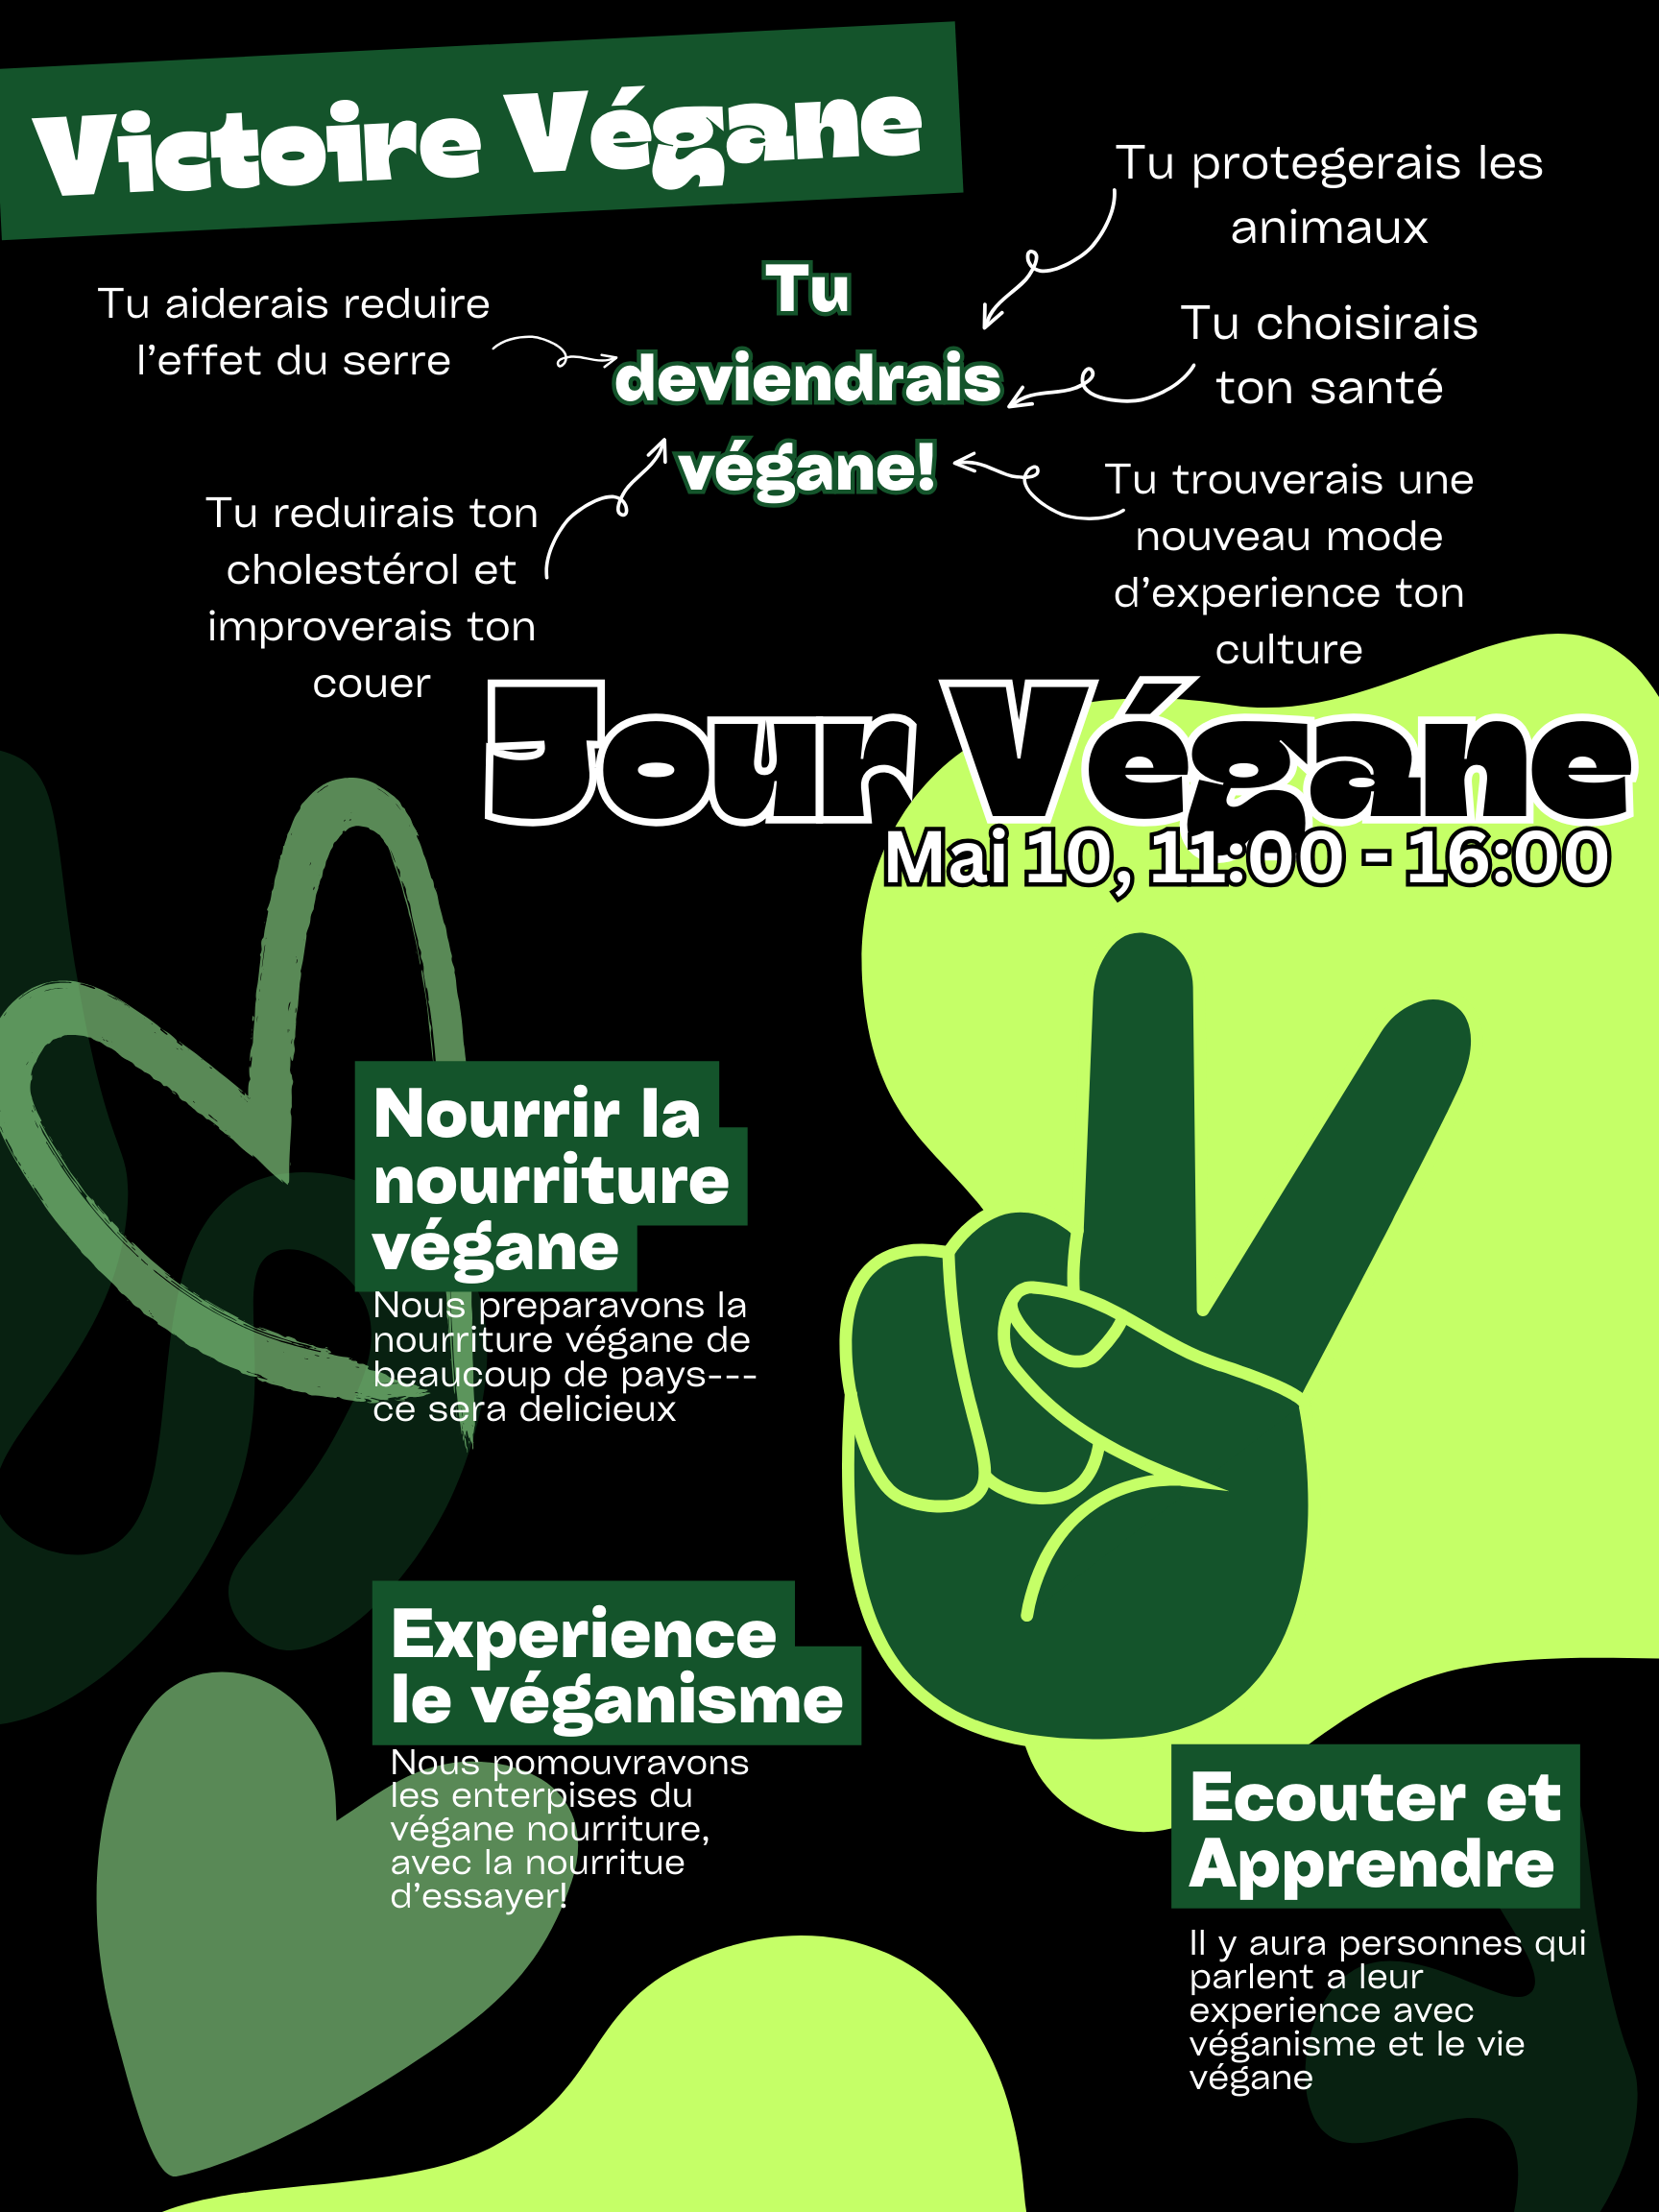 Victoire Végane
Tu protegerais les
animaux
Tu aiderais reduire
l'effet du serre
Tu
deviendrais
végane!
Tu choisirais
ton santé
Tu reduirais ton
cholestérol et
improverais ton
couer
Tu trouverais une
nouveau mode
d'experience ton
culture
Jour Végane
Mai 10, 11:00 - 16:00
Nourrir la
nourriture
végane
Nous preparavons la
nourriture végane de
beaucoup de pays---
ce sera delicieux
Experience
le véganisme
Nous pomouvravons
les enterpises du
végane nourriture,
avec la nourritue
d'essayer!
Ecouter et
Apprendre
Il y aura personnes qui
parlent a leur
experience avec
véganisme et le vie
végane